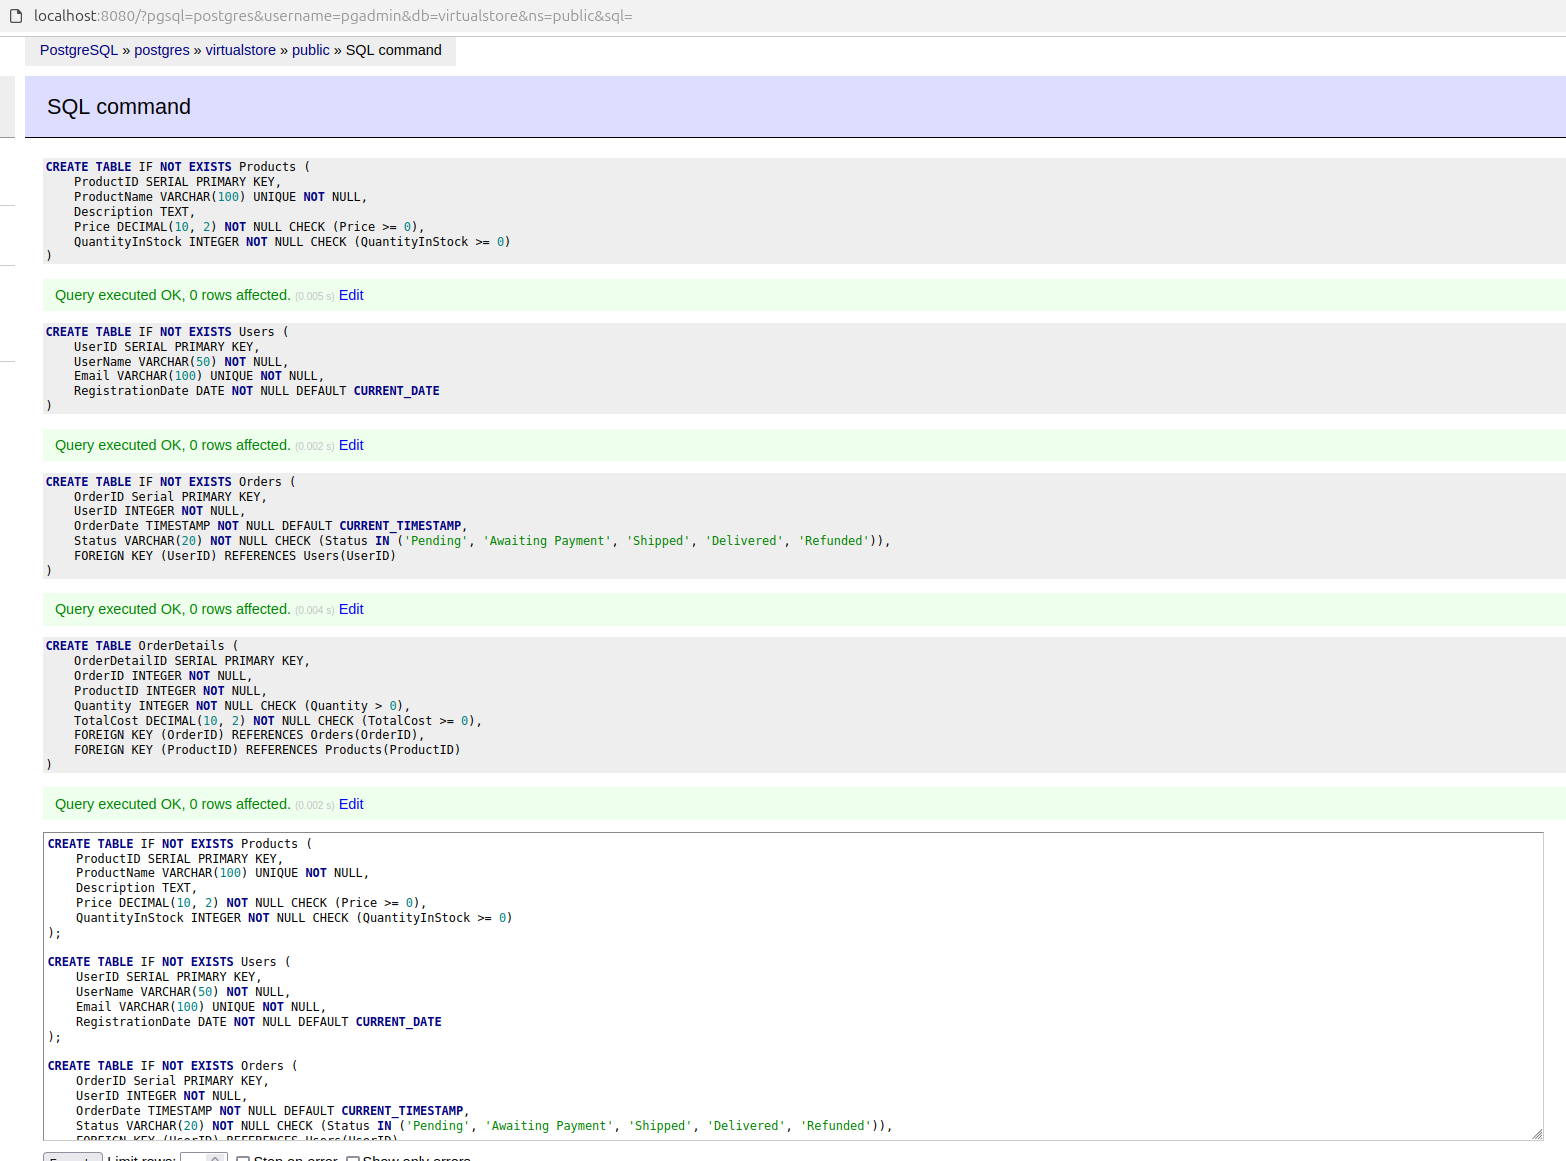 localhost:8080/?pgsql=postgres&username=pgadmin&db=virtualstore&ns=public&sql=
PostgreSQL » postgres » virtualstore » public » SQL command
SQL command
CREATE TABLE IF NOT EXISTS Products (
    ProductID SERIAL PRIMARY KEY,
    ProductName VARCHAR(100) UNIQUE NOT NULL,
    Description TEXT,
    Price DECIMAL(10, 2) NOT NULL CHECK (Price >= 0),
    QuantityInStock INTEGER NOT NULL CHECK (QuantityInStock >= 0)
)
Query executed OK, 0 rows affected. (0.005 s) Edit
CREATE TABLE IF NOT EXISTS Users (
    UserID SERIAL PRIMARY KEY,
    UserName VARCHAR(50) NOT NULL,
    Email VARCHAR(100) UNIQUE NOT NULL,
    RegistrationDate DATE NOT NULL DEFAULT CURRENT_DATE
)
Query executed OK, 0 rows affected. (0.002 s) Edit
CREATE TABLE IF NOT EXISTS Orders (
    OrderID Serial PRIMARY KEY,
    UserID INTEGER NOT NULL,
    OrderDate TIMESTAMP NOT NULL DEFAULT CURRENT_TIMESTAMP,
    Status VARCHAR(20) NOT NULL CHECK (Status IN ('Pending', 'Awaiting Payment', 'Shipped', 'Delivered', 'Refunded')),
    FOREIGN KEY (UserID) REFERENCES Users(UserID)
)
Query executed OK, 0 rows affected. (0.004 s) Edit
CREATE TABLE OrderDetails (
    OrderDetailID SERIAL PRIMARY KEY,
    OrderID INTEGER NOT NULL,
    ProductID INTEGER NOT NULL,
    Quantity INTEGER NOT NULL CHECK (Quantity > 0),
    TotalCost DECIMAL(10, 2) NOT NULL CHECK (TotalCost >= 0),
    FOREIGN KEY (OrderID) REFERENCES Orders(OrderID),
    FOREIGN KEY (ProductID) REFERENCES Products(ProductID)
)
Query executed OK, 0 rows affected. (0.002 s) Edit
CREATE TABLE IF NOT EXISTS Products (
    ProductID SERIAL PRIMARY KEY,
    ProductName VARCHAR(100) UNIQUE NOT NULL,
    Description TEXT,
    Price DECIMAL(10, 2) NOT NULL CHECK (Price >= 0),
    QuantityInStock INTEGER NOT NULL CHECK (QuantityInStock >= 0)
);
CREATE TABLE IF NOT EXISTS Users (
    UserID SERIAL PRIMARY KEY,
    UserName VARCHAR(50) NOT NULL,
    Email VARCHAR(100) UNIQUE NOT NULL,
    RegistrationDate DATE NOT NULL DEFAULT CURRENT_DATE
);
CREATE TABLE IF NOT EXISTS Orders (
    OrderID Serial PRIMARY KEY,
    UserID INTEGER NOT NULL,
    OrderDate TIMESTAMP NOT NULL DEFAULT CURRENT_TIMESTAMP,
    Status VARCHAR(20) NOT NULL CHECK (Status IN ('Pending', 'Awaiting Payment', 'Shipped', 'Delivered', 'Refunded')),
    FOREIGN KEY (UserID) REFERENCES Users(UserID)
Limit rows: Stop on error Show only errors